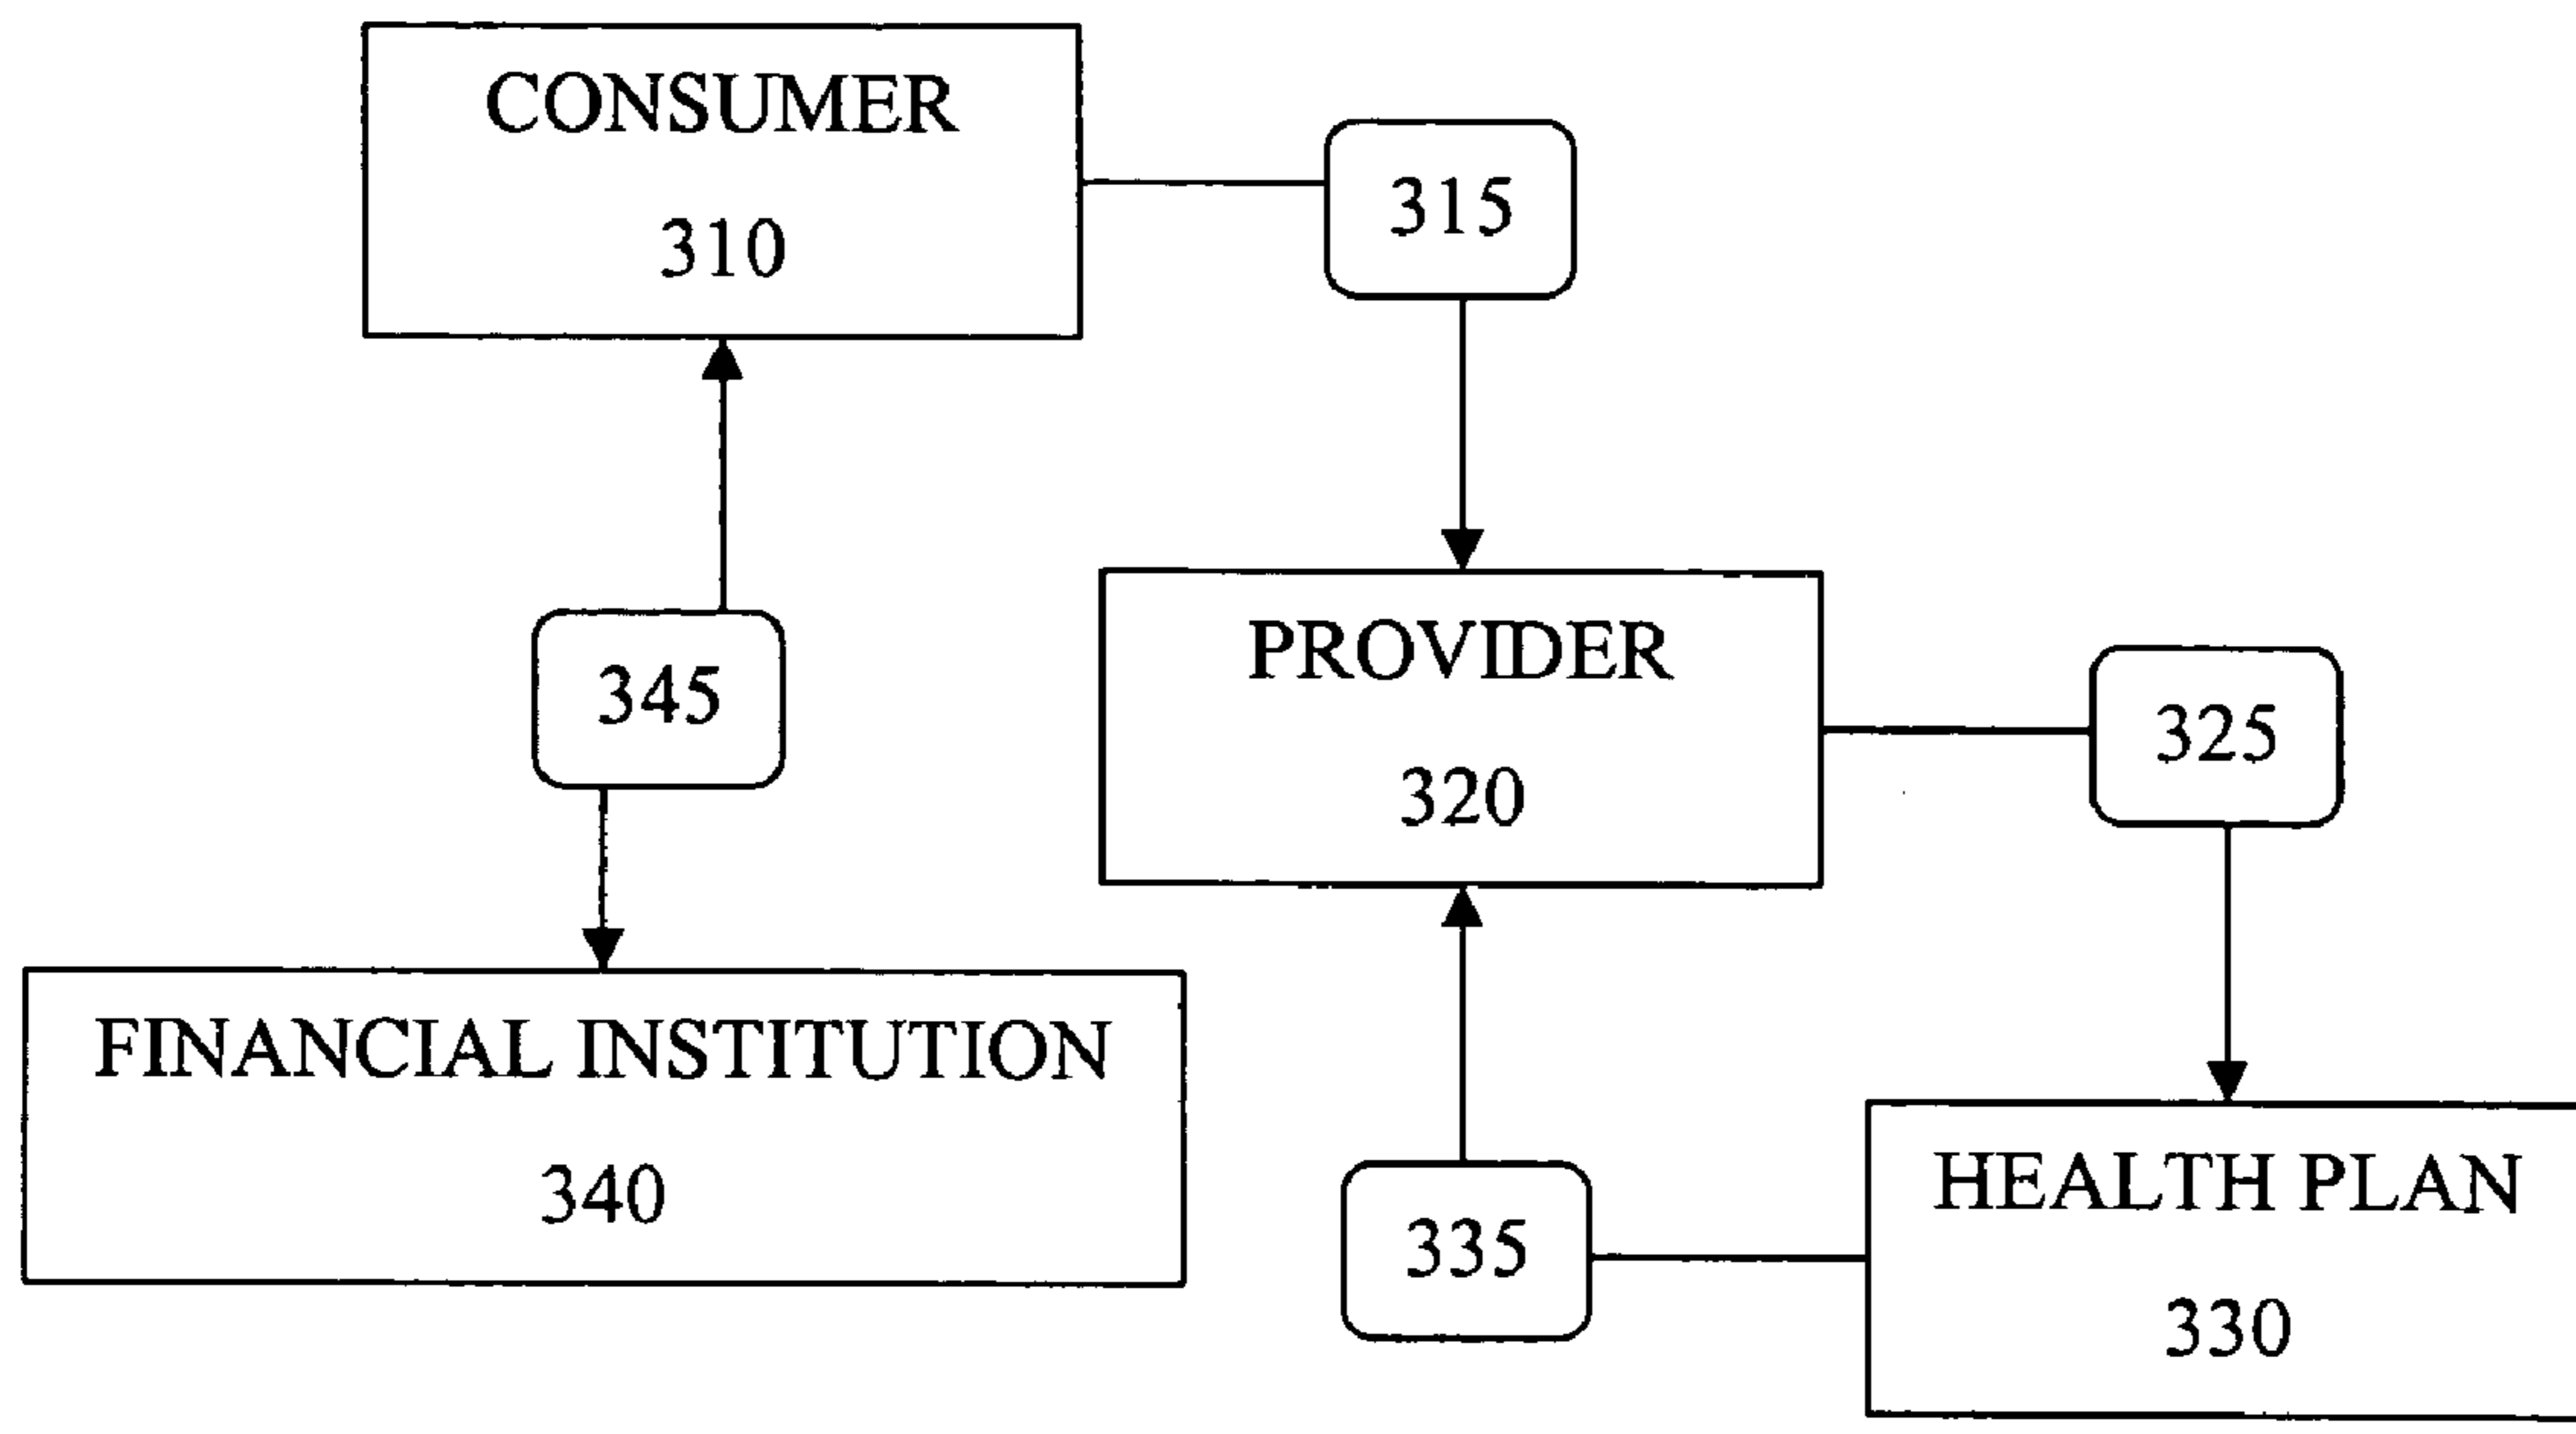 CONSUMER
310
315
PROVIDER
320
345
325
FINANCIAL INSTITUTION
340
335
HEALTH PLAN
330